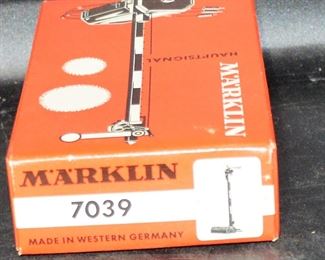 HAUPTSIGNAL
MÄRKLIN
MÄRKLIN
7039
MADE IN WESTERN GERMANY